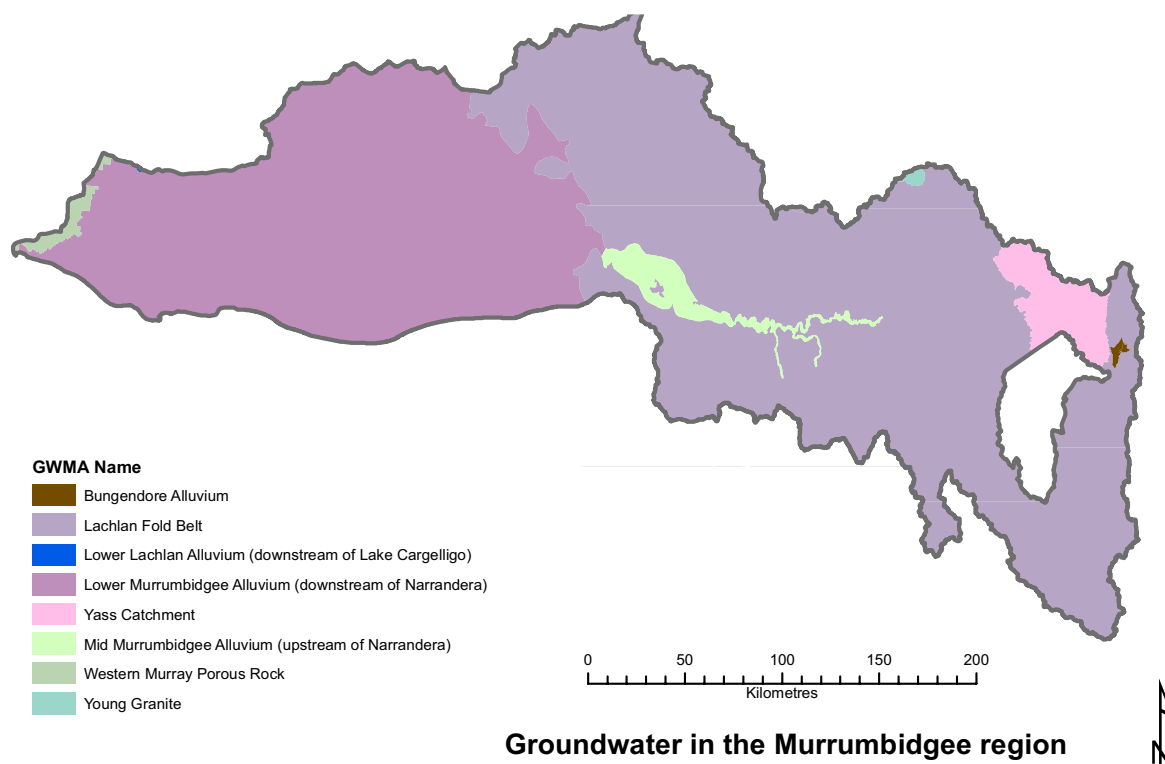 GWMA Name
Bungendore Alluvium
Lachlan Fold Belt
Lower Lachlan Alluvium (downstream of Lake Cargelligo)
Lower Murrumbidgee Alluvium (downstream of Narrandera)
Yass Catchment
Mid Murrumbidgee Alluvium (upstream of Narrandera)
Western Murray Porous Rock
Young Granite
0 50 100 150 200
Kilometres
Groundwater in the Murrumbidgee region